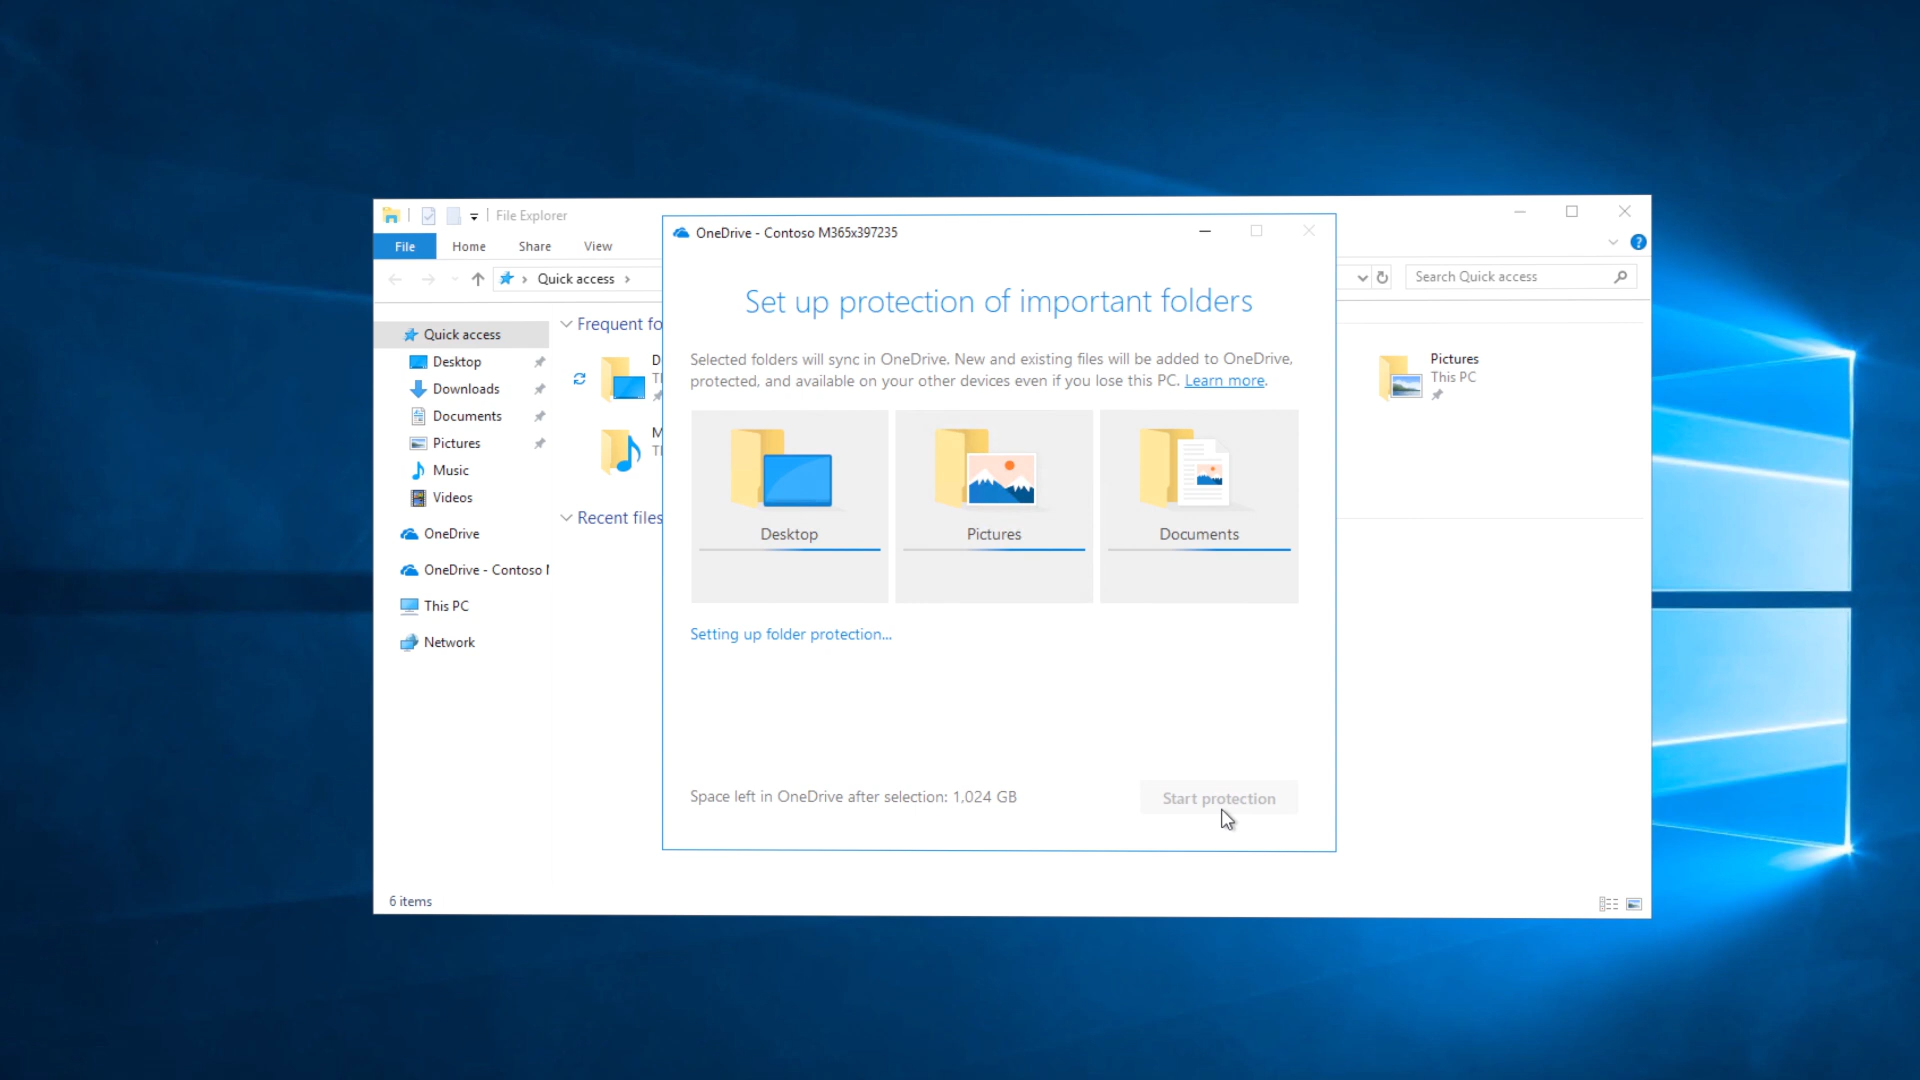 File Explorer
File Home Share View
Quick access
Search Quick access
Quick access
Desktop
Downloads
Documents
Pictures
Music
Videos
OneDrive
OneDrive - Contoso
This PC
Network
Frequent fo
Recent files
Pictures
This PC
6 items
OneDrive - Contoso M365x397235
Set up protection of important folders
Selected folders will sync in OneDrive. New and existing files will be added to OneDrive,
protected, and available on your other devices even if you lose this PC. Learn more.
Desktop
Pictures
Documents
Setting up folder protection...
Space left in OneDrive after selection: 1,024 GB
Start protection